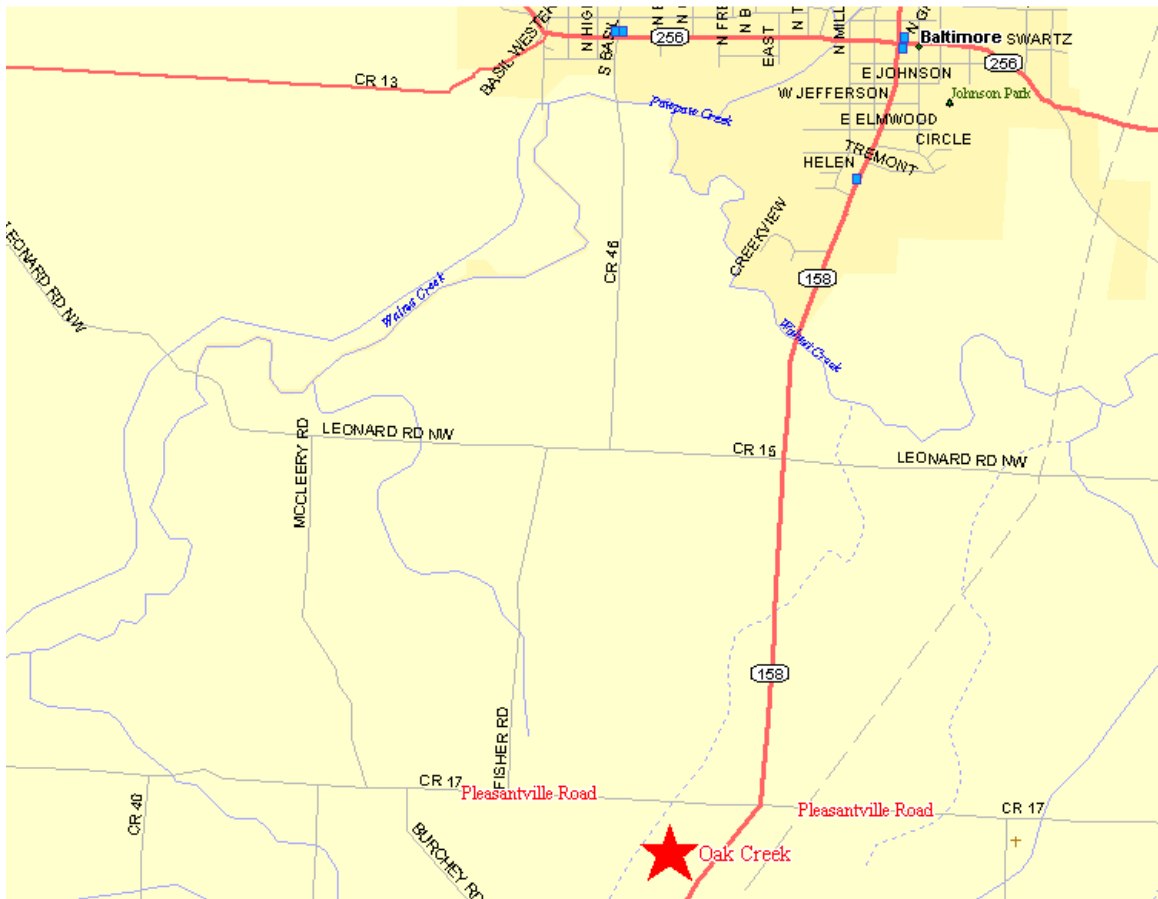 BASIL WESTER
N HIGH
S BASIL
256
N FRE
N B
EAST
N T
N MILL
N G
Baltimore
SWARTZ
256
CR 13
E JOHNSON
W JEFFERSON
Johnson Park
Pawpaw Creek
E ELMWOOD
CIRCLE
TREMONT
HELEN
CREEKVIEW
CR 46
158
LEONARD RD NW
Walnut Creek
Walnut Creek
MCCLEERY RD
LEONARD RD NW
CR 15
LEONARD RD NW
158
FISHER RD
CR 17
Pleasantville Road
Pleasantville Road
CR 17
CR 40
BURCHEY RD
Oak Creek